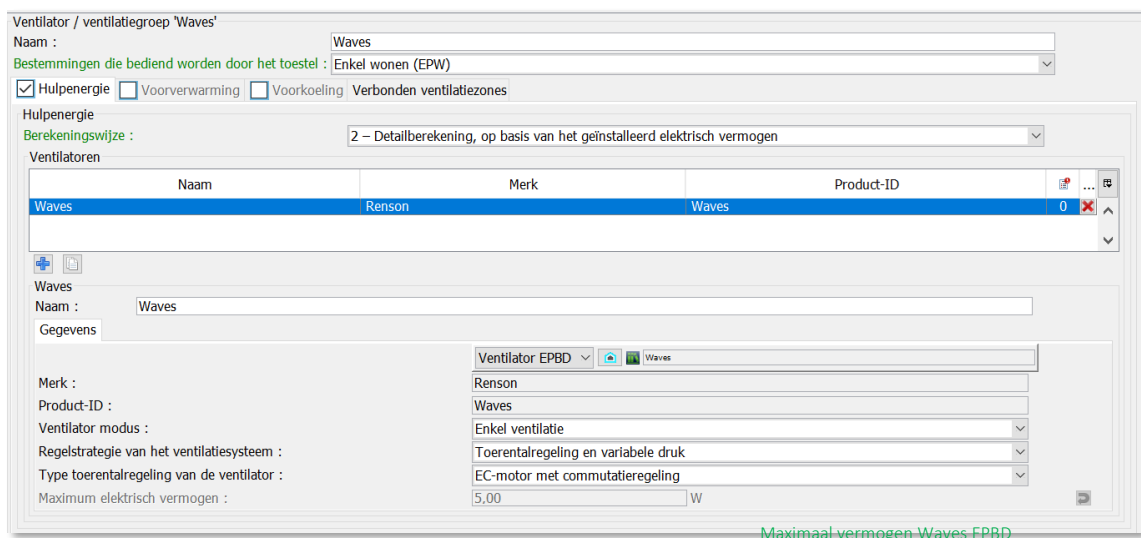 Ventilator / ventilatiegroep 'Waves'
Naam : Waves
Bestemmingen die bediend worden door het toestel : Enkel wonen (EPW)
Hulpenergie Voorverwarming Voorkoeling Verbonden ventilatiezones
Hulpenergie
Berekeningswijze : 2 – Detailberekening, op basis van het geïnstalleerd elektrisch vermogen
Ventilatoren
Naam Merk Product-ID ...
Waves Renson Waves 0
Waves
Naam : Waves
Gegevens
Ventilator EPBD Waves
Merk : Renson
Product-ID : Waves
Ventilator modus : Enkel ventilatie
Regelstrategie van het ventilatiesysteem : Toerentalregeling en variabele druk
Type toerentalregeling van de ventilator : EC-motor met commutatieregeling
Maximum elektrisch vermogen : 5,00 W
Maximaal vermogen Waves EPBD